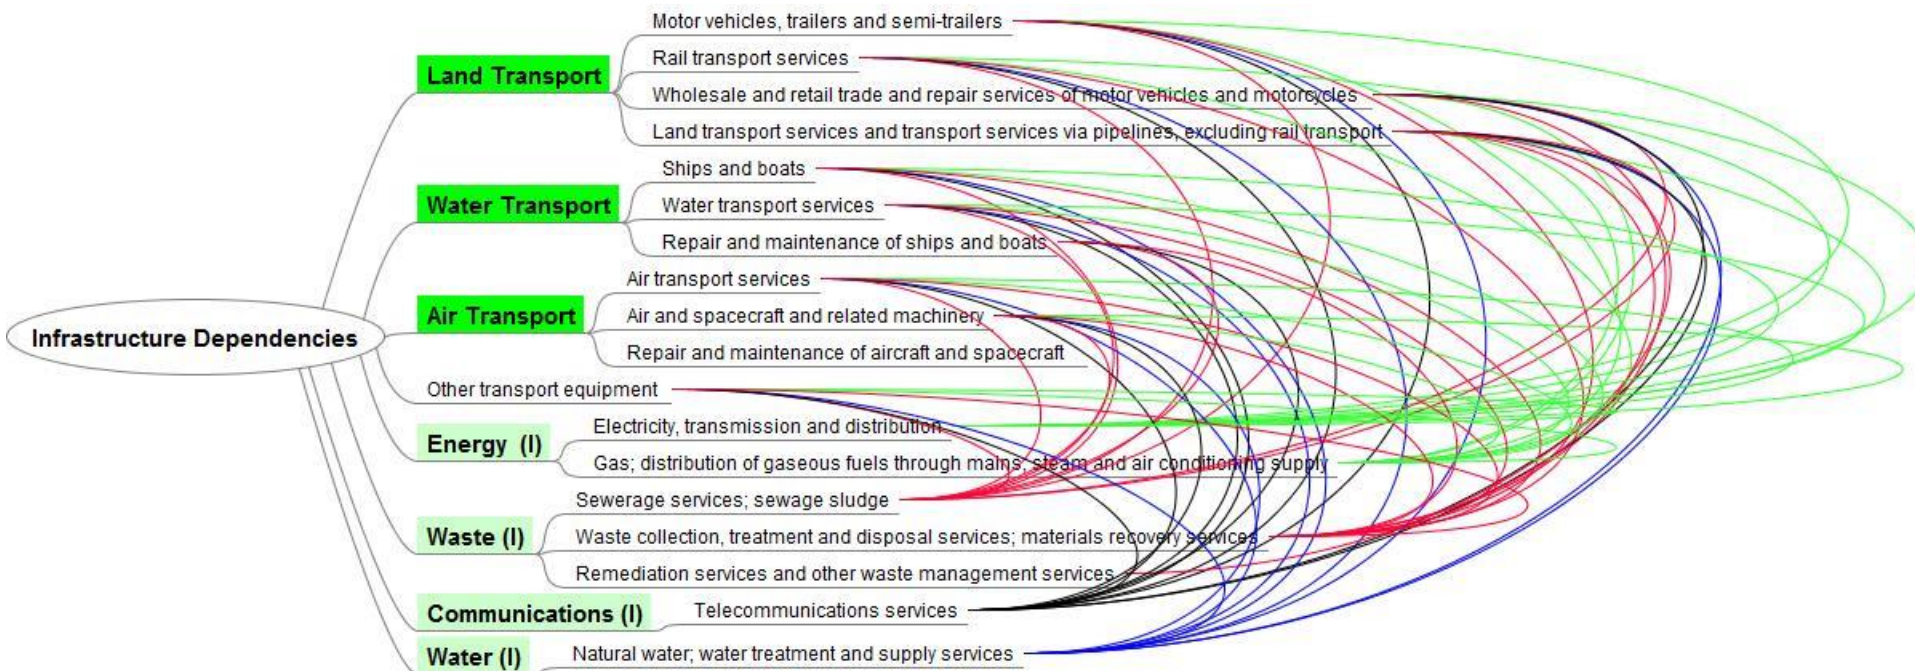 Infrastructure Dependencies
Land Transport
Motor vehicles, trailers and semi-trailers
Rail transport services
Wholesale and retail trade and repair services of motor vehicles and motorcycles
Land transport services and transport services via pipelines, excluding rail transport
Water Transport
Ships and boats
Water transport services
Repair and maintenance of ships and boats
Air Transport
Air transport services
Air and spacecraft and related machinery
Repair and maintenance of aircraft and spacecraft
Other transport equipment
Energy (I)
Electricity, transmission and distribution
Gas; distribution of gaseous fuels through mains; steam and air conditioning supply
Waste (I)
Sewerage services; sewage sludge
Waste collection, treatment and disposal services; materials recovery services
Remediation services and other waste management services
Communications (I)
Telecommunications services
Water (I)
Natural water; water treatment and supply services